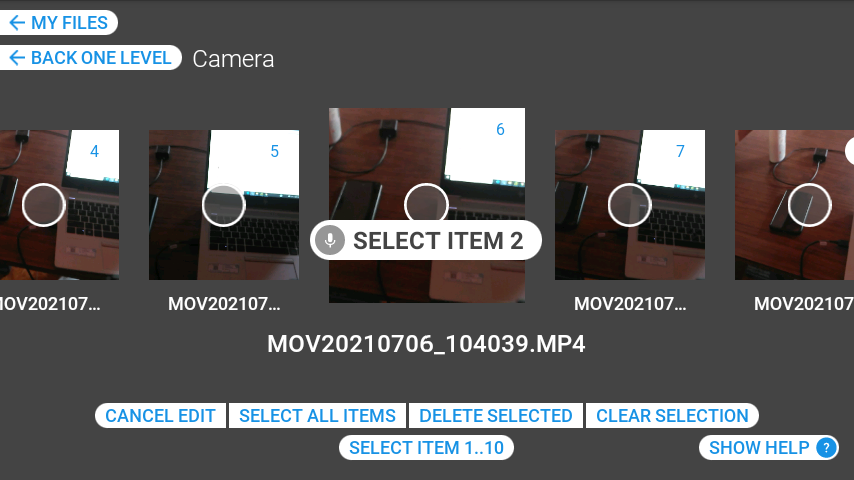 MY FILES
BACK ONE LEVEL Camera
4 5 6 7
SELECT ITEM 2
MOV202107... MOV202107... MOV202107... MOV202107
MOV20210706_104039.MP4
CANCEL EDIT SELECT ALL ITEMS DELETE SELECTED CLEAR SELECTION
SELECT ITEM 1..10 SHOW HELP ?